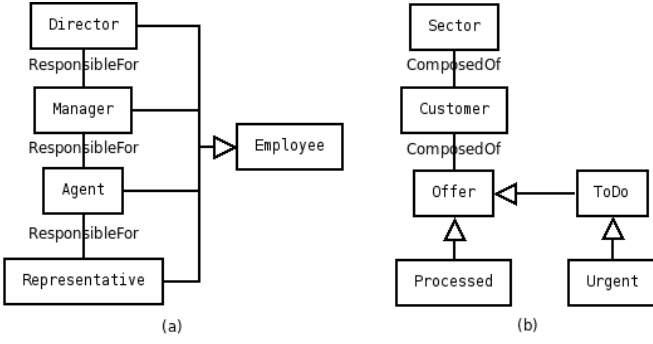 Director
ResponsibleFor
Manager
ResponsibleFor
Agent
ResponsibleFor
Representative
Employee
(a)
Sector
ComposedOf
Customer
ComposedOf
Offer
ToDo
Processed
Urgent
(b)